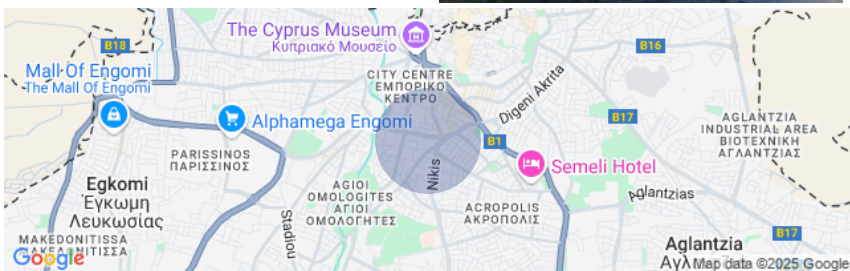 B18
The Cyprus Museum
Κυπριακό Μουσείο
B16
Mall Of Engomi
The Mall Of Engomi
CITY CENTRE
ΕΜΠΟΡΙΚΟ
ΚΕΝΤΡΟ
Digeni Akrita
Alphamega Engomi
B17
AGLANTZIA
INDUSTRIAL AREA
ΒΙΟΤΕΧΝΙΚΗ
ΑΓΛΑΝΤΖΙΑΣ
B1
PARISSINOS
ΠΑΡΙΣΣΙΝΟΣ
Semeli Hotel
Nikis
Egkomi
Έγκωμη
Λευκωσίας
AGIOI
OMOLOGITES
ΑΓΙΟΙ
ΟΜΟΛΟΓΗΤΕΣ
Aglantzias
ACROPOLIS
ΑΚΡΟΠΟΛΙΣ
Stadiou
MAKEDONITISSA
B17
Aglantzia
Google
Map data ©2025 Google